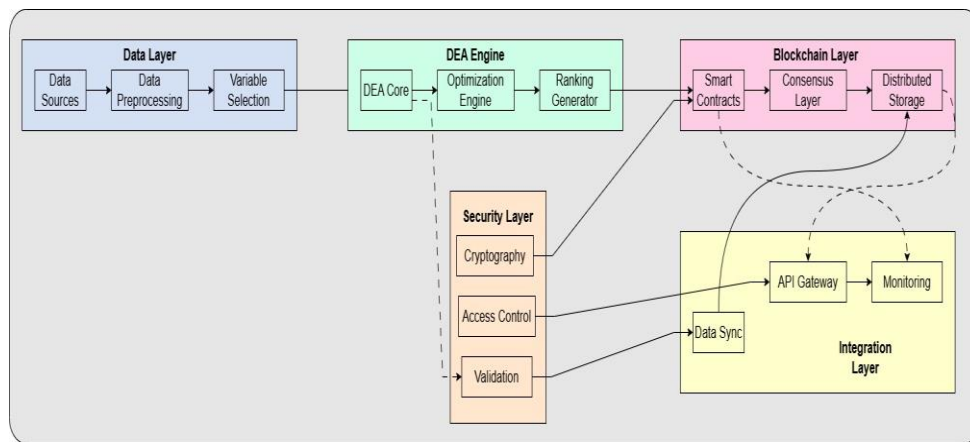 Data Layer
Data
Sources
Data
Preprocessing
Variable
Selection
DEA Engine
DEA Core
Optimization
Engine
Ranking
Generator
Blockchain Layer
Smart
Contracts
Consensus
Layer
Distributed
Storage
Security Layer
Cryptography
Access Control
Validation
API Gateway
Monitoring
Data Sync
Integration
Layer